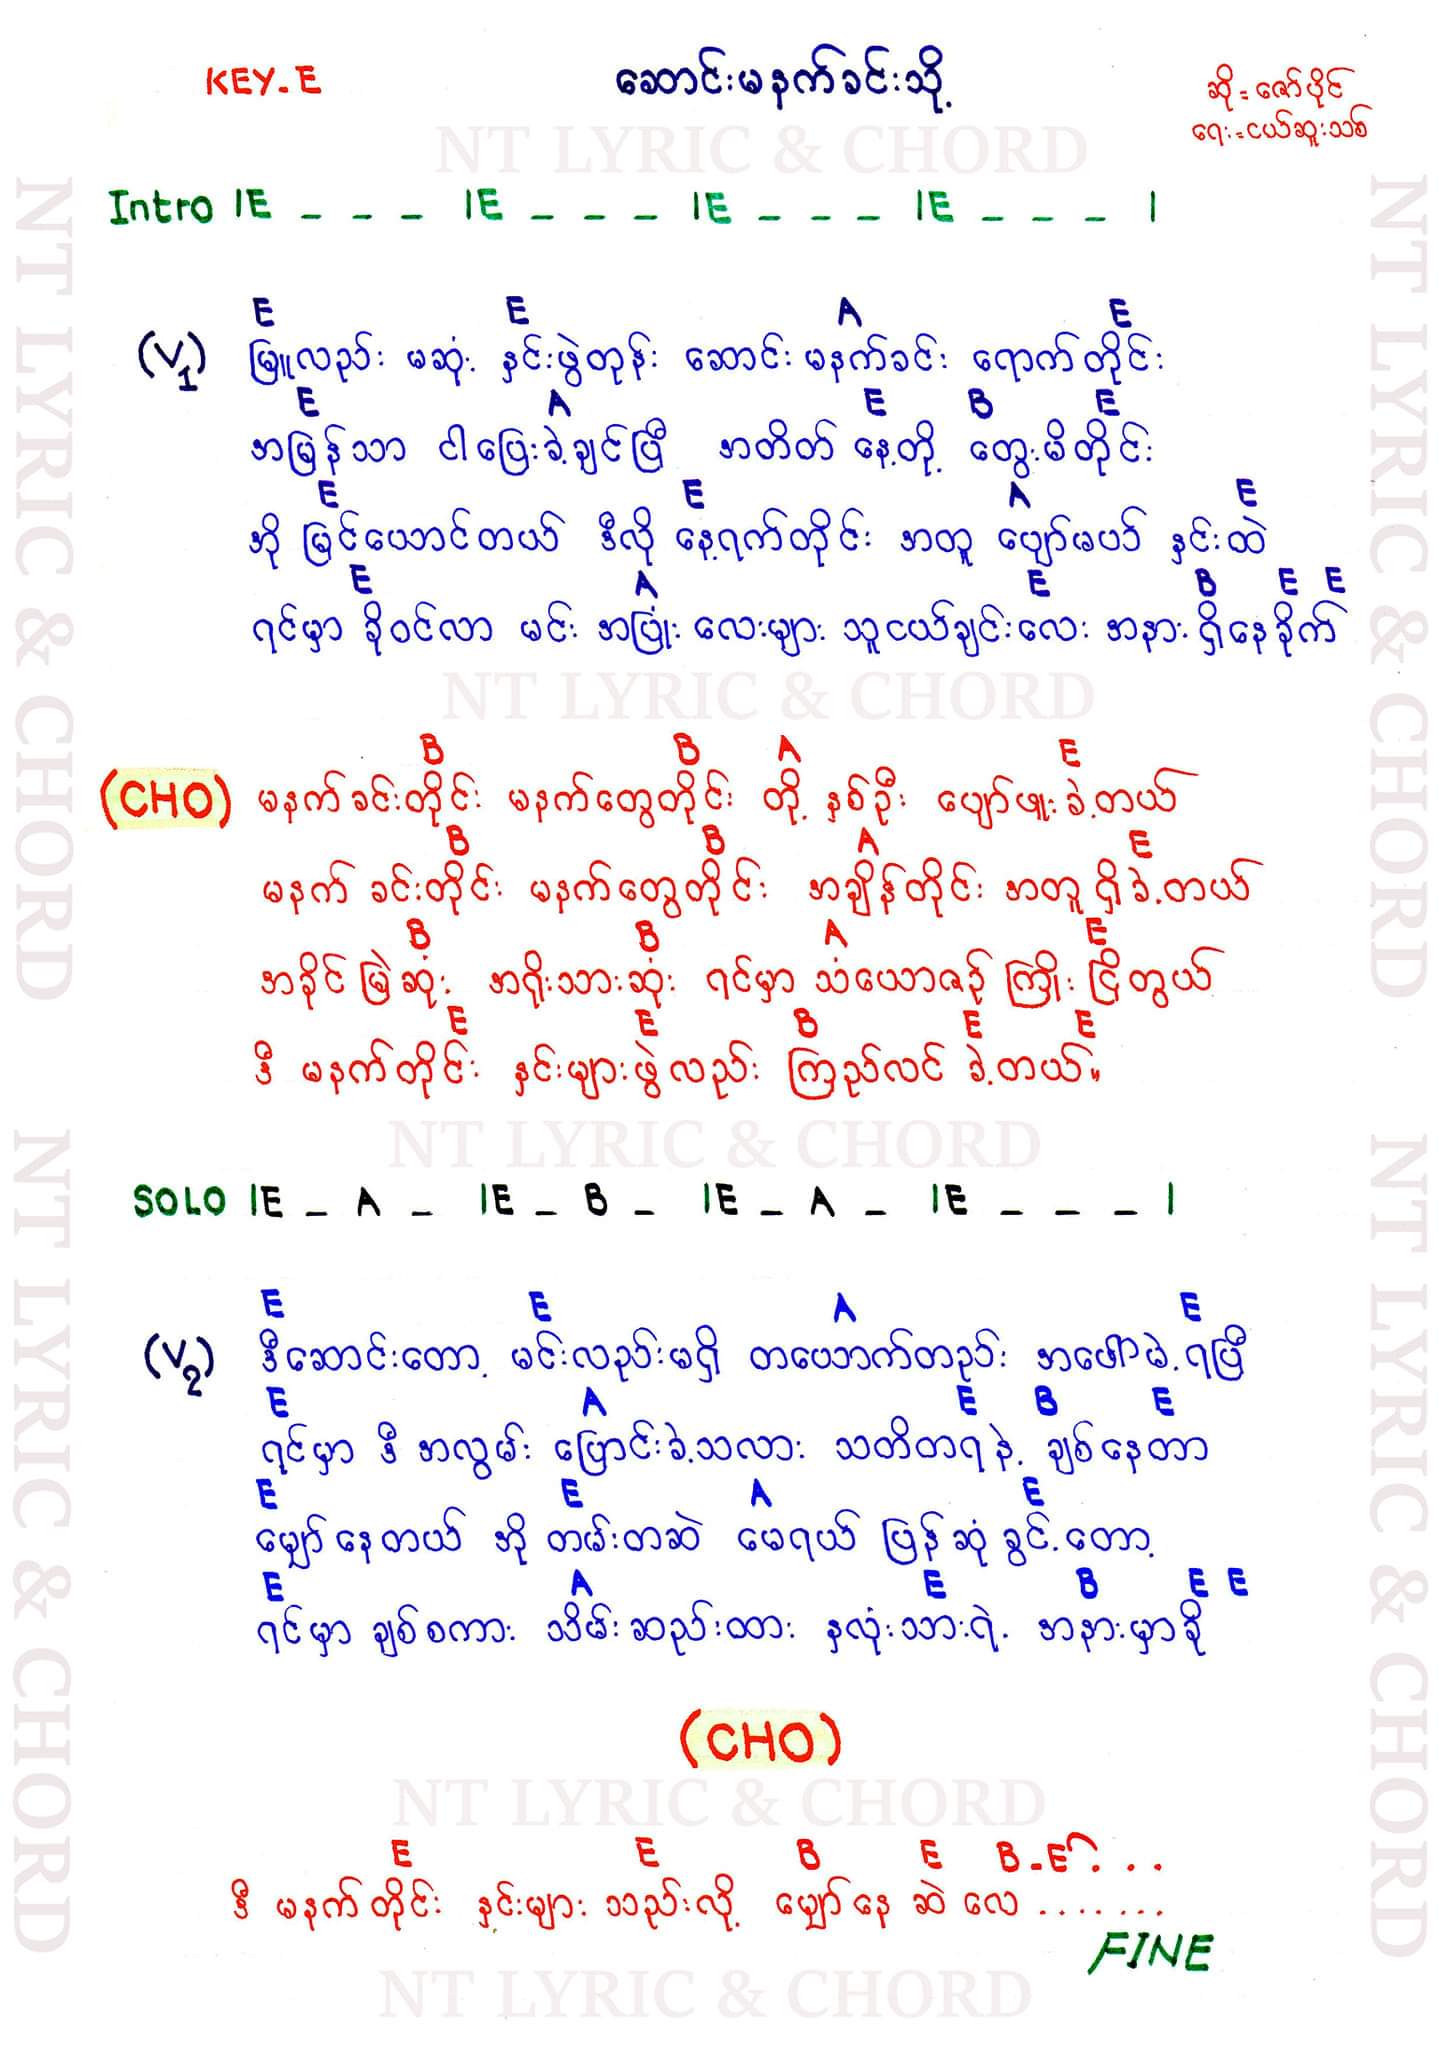 KEY-E
ဆောင်းမနက်ခင်းသို့
ဆို = ဇော်ပိုင်
ရေး = ငယ်ဆူးသစ်
NT LYRIC & CHORD
Intro |E _ _ _ |E _ _ _ |E _ _ _ |E _ _ _ |
E E A E
(V1) မြူလည်း မဆုံး နှင်းဖွဲတုန်း ဆောင်းမနက်ခင်း ရောက်တိုင်း
E A E B E
အမြန်သာ ငါပြေးခဲ့ချင်ပြီ အတိတ် နေ့တို့ တွေးမိတိုင်း
E E A E
အို မြင်ယောင်တယ် ဒီလို နေ့ရက်တိုင်း အတူ ပျော်မယ် နှင်းထဲ
E A E B E E
ရင်မှာ ခိုဝင်လာ မင်း အပြုံး လေးများ သူငယ်ချင်းလေး အနား ရှိနေခိုက်
NT LYRIC & CHORD
B B A E
(CHO) မနက်ခင်းတိုင်း မနက်တွေတိုင်း တို့ နှစ်ဦး ပျော်ဖူးခဲ့တယ်
B B A E
မနက် ခင်းတိုင်း မနက်တွေတိုင်း အချိန်တိုင်း အတူရှိခဲ့တယ်
B B A E
အခိုင်မြဲဆုံး အရိုးသားဆုံး ရင်မှာ သံယောဇဉ် ကြိုး ငြိတွယ်
E E B E E
ဒီ မနက်တိုင်း နှင်းများဖွဲလည်း ကြည်လင် ခဲ့တယ်။
NT LYRIC & CHORD
SOLO |E _ A _ |E _ B _ |E _ A _ |E _ _ _ |
E E A E
(V2) ဒီဆောင်းတော့ မင်းလည်းမရှိ တယောက်တည်း အဖော်မဲ့ရပြီ
E A E B E
ရင်မှာ ဒီ အလွမ်း ပြောင်းခဲ့သလား သတိတရနဲ့ ချစ်နေတာ
E E A E
မျှော်နေတယ် အို တမ်းတဆဲ မေရယ် ပြန်ဆုံခွင့်တော့
E A E B E E
ရင်မှာ ချစ်စကား သိမ်းဆည်းထား နှလုံးသားရဲ့ အနားမှာခို
(CHO)
NT LYRIC & CHORD
E E B E B-E...
ဒီ မနက်တိုင်း နှင်းများ သည်းလို့ မျှော်နေ ဆဲ လေ .......
FINE
NT LYRIC & CHORD
NT LYRIC & CHORD
NT LYRIC & CHORD
NT LYRIC & CHORD
NT LYRIC & CHORD